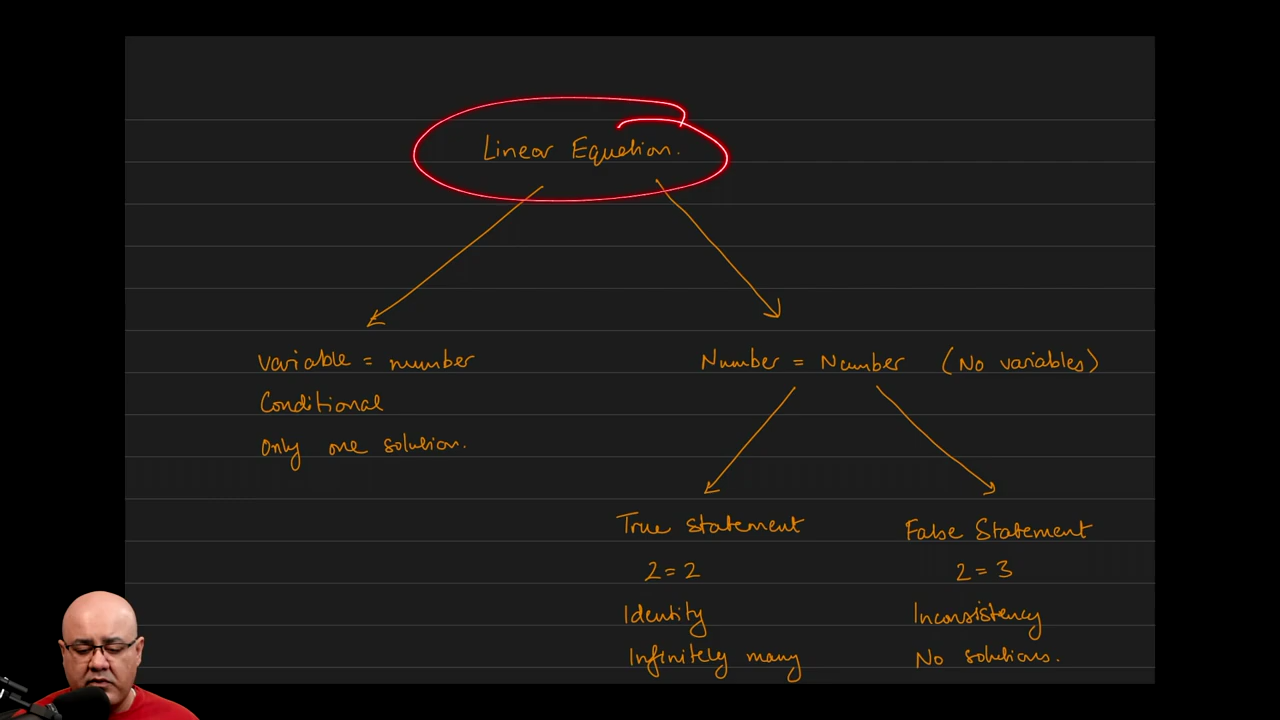 Linear Equation.
variable = number
Conditional
Only one solution.
Number = Number (No variables)
True statement
2 = 2
Identity
Infinitely many
False Statement
2 = 3
Inconsistency
No solutions.